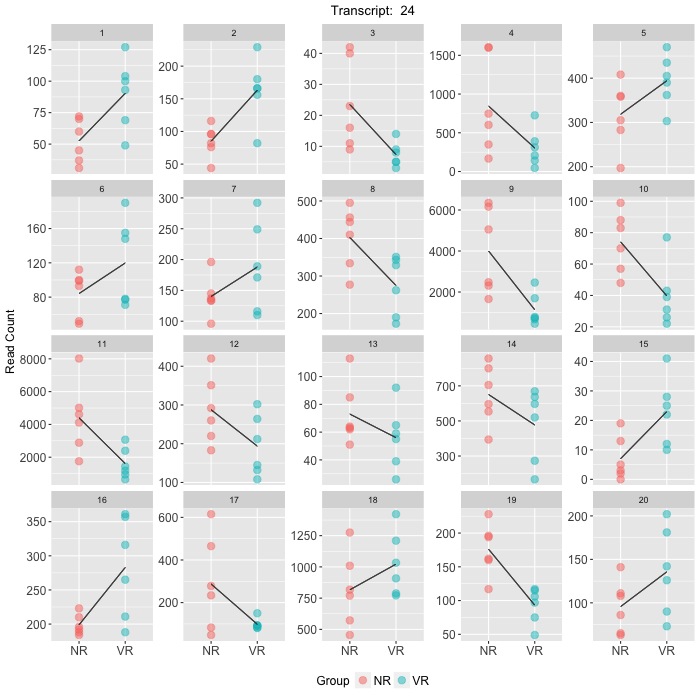 Transcript: 24
1 2 3 4 5
125 100 75 50
200 150 100 50
40 30 20 10
1500 1000 500 0
400 300 200
6 7 8 9 10
160 120 80
300 250 200 150 100
500 400 300 200
6000 4000 2000
100 80 60 40 20
Read Count
11 12 13 14 15
8000 6000 4000 2000
400 300 200 100
100 80 60 40
700 500 300
40 30 20 10 0
16 17 18 19 20
350 300 250 200
600 400 200
1250 1000 750 500
200 150 100 50
200 150 100
NR VR NR VR NR VR NR VR NR VR
Group NR VR